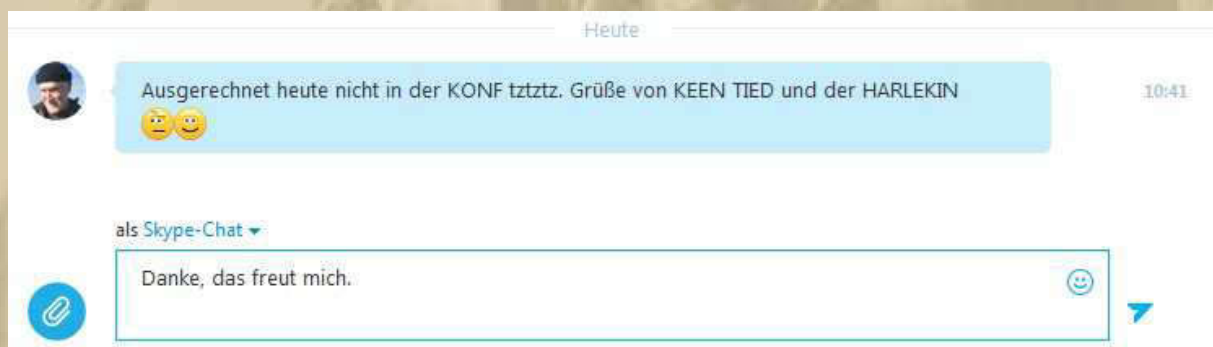 Heute
Ausgerechnet heute nicht in der KONF tztztz. Grüße von KEEN TIED und der HARLEKIN
10:41
als Skype-Chat
Danke, das freut mich.